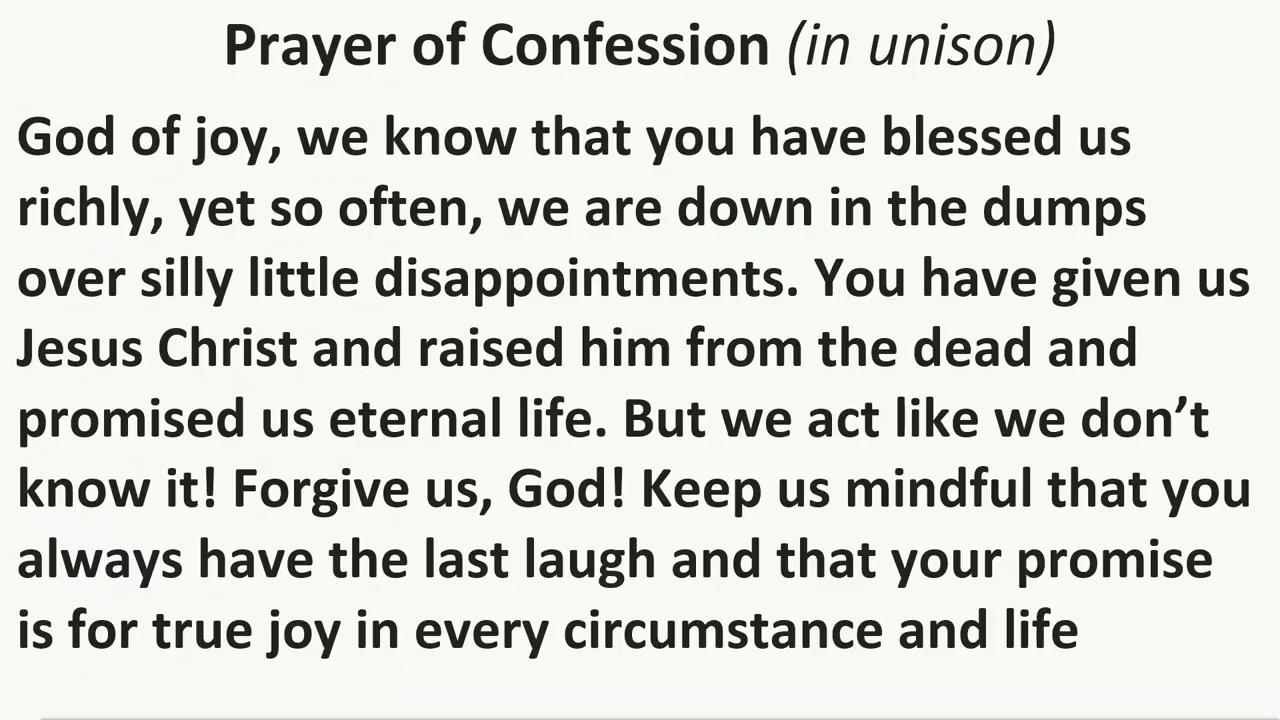 Prayer of Confession (in unison)
God of joy, we know that you have blessed us
richly, yet so often, we are down in the dumps
over silly little disappointments. You have given us
Jesus Christ and raised him from the dead and
promised us eternal life. But we act like we don’t
know it! Forgive us, God! Keep us mindful that you
always have the last laugh and that your promise
is for true joy in every circumstance and life